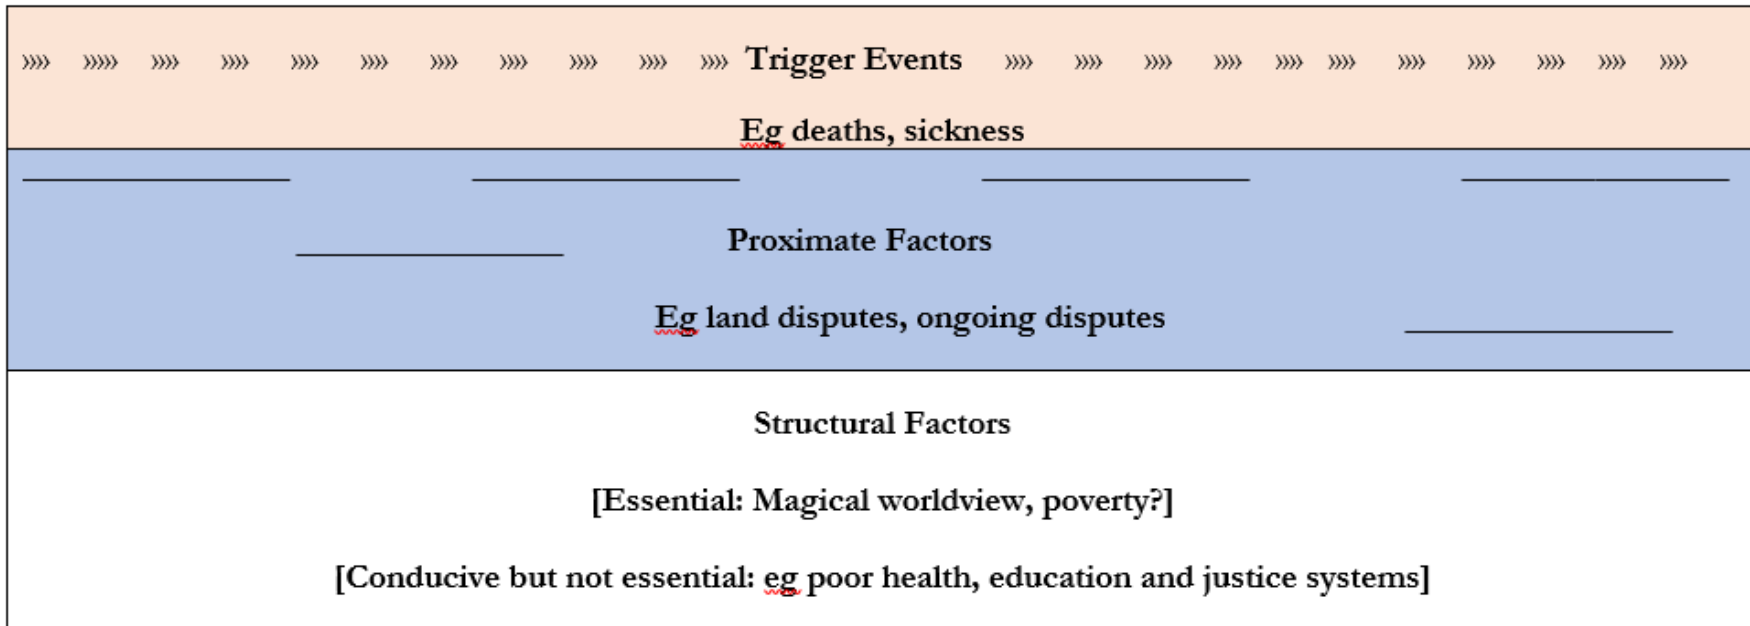 »» »»› »» »» »» »» »» »» »» »» »» Trigger Events »» »» »» »» »» »» »» »» »» »» »»
Eg deaths, sickness
Proximate Factors
Eg land disputes, ongoing disputes
Structural Factors
[Essential: Magical worldview, poverty?]
[Conducive but not essential: eg poor health, education and justice systems]